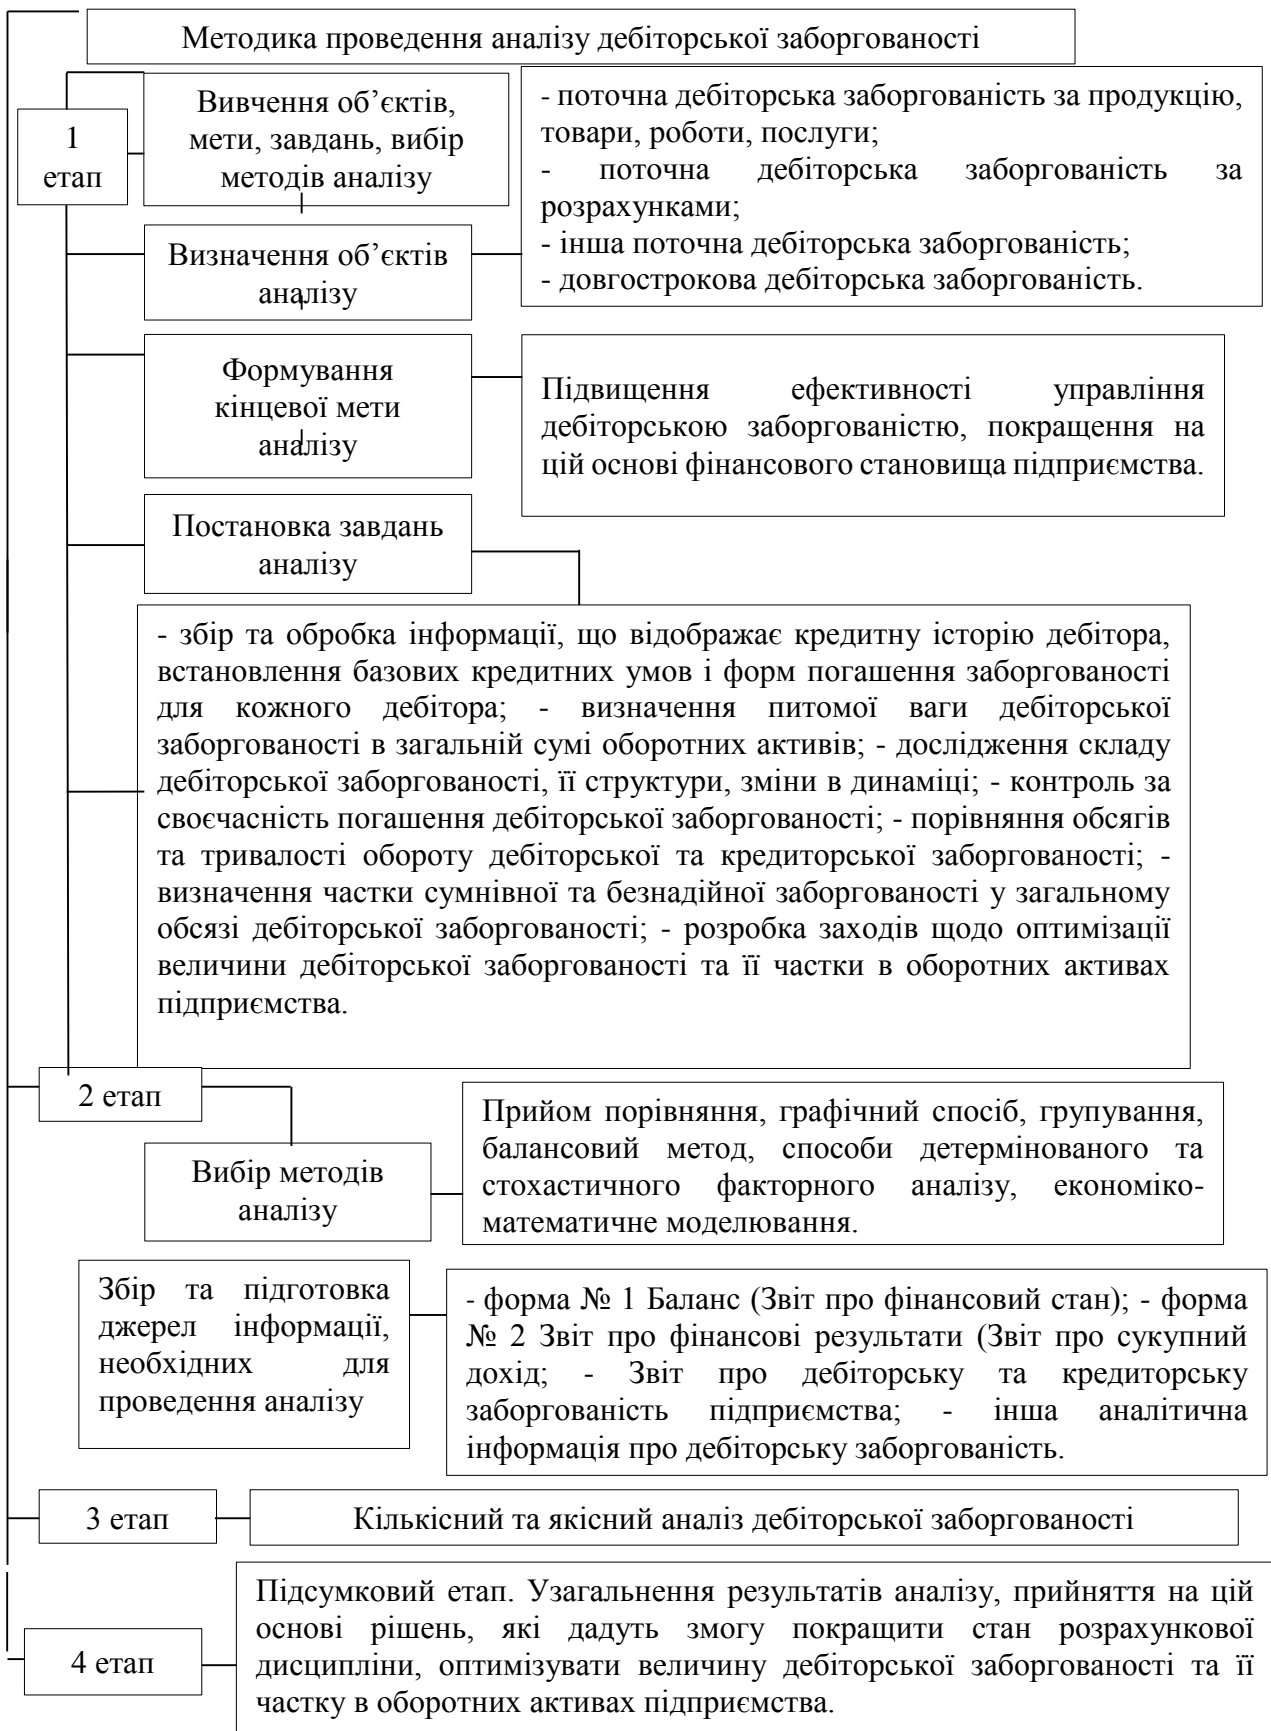 Методика проведення аналізу дебіторської заборгованості
1
етап
Вивчення об’єктів,
мети, завдань, вибір
методів аналізу
- поточна дебіторська заборгованість за продукцію,
товари, роботи, послуги;
- поточна дебіторська заборгованість за
розрахунками;
- інша поточна дебіторська заборгованість;
- довгострокова дебіторська заборгованість.
Визначення об’єктів
аналізу
Формування
кінцевої мети
аналізу
Підвищення ефективності управління
дебіторською заборгованістю, покращення на
цій основі фінансового становища підприємства.
Постановка завдань
аналізу
- збір та обробка інформації, що відображає кредитну історію дебітора,
встановлення базових кредитних умов і форм погашення заборгованості
для кожного дебітора; - визначення питомої ваги дебіторської
заборгованості в загальній сумі оборотних активів; - дослідження складу
дебіторської заборгованості, її структури, зміни в динаміці; - контроль за
своєчасність погашення дебіторської заборгованості; - порівняння обсягів
та тривалості обороту дебіторської та кредиторської заборгованості; -
визначення частки сумнівної та безнадійної заборгованості у загальному
обсязі дебіторської заборгованості; - розробка заходів щодо оптимізації
величини дебіторської заборгованості та її частки в оборотних активах
підприємства.
2 етап
Вибір методів
аналізу
Прийом порівняння, графічний спосіб, групування,
балансовий метод, способи детермінованого та
стохастичного факторного аналізу, економіко-
математичне моделювання.
Збір та підготовка
джерел інформації,
необхідних для
проведення аналізу
- форма № 1 Баланс (Звіт про фінансовий стан); - форма
№ 2 Звіт про фінансові результати (Звіт про сукупний
дохід; - Звіт про дебіторську та кредиторську
заборгованість підприємства; - інша аналітична
інформація про дебіторську заборгованість.
3 етап
Кількісний та якісний аналіз дебіторської заборгованості
4 етап
Підсумковий етап. Узагальнення результатів аналізу, прийняття на цій
основі рішень, які дадуть змогу покращити стан розрахункової
дисципліни, оптимізувати величину дебіторської заборгованості та її
частку в оборотних активах підприємства.